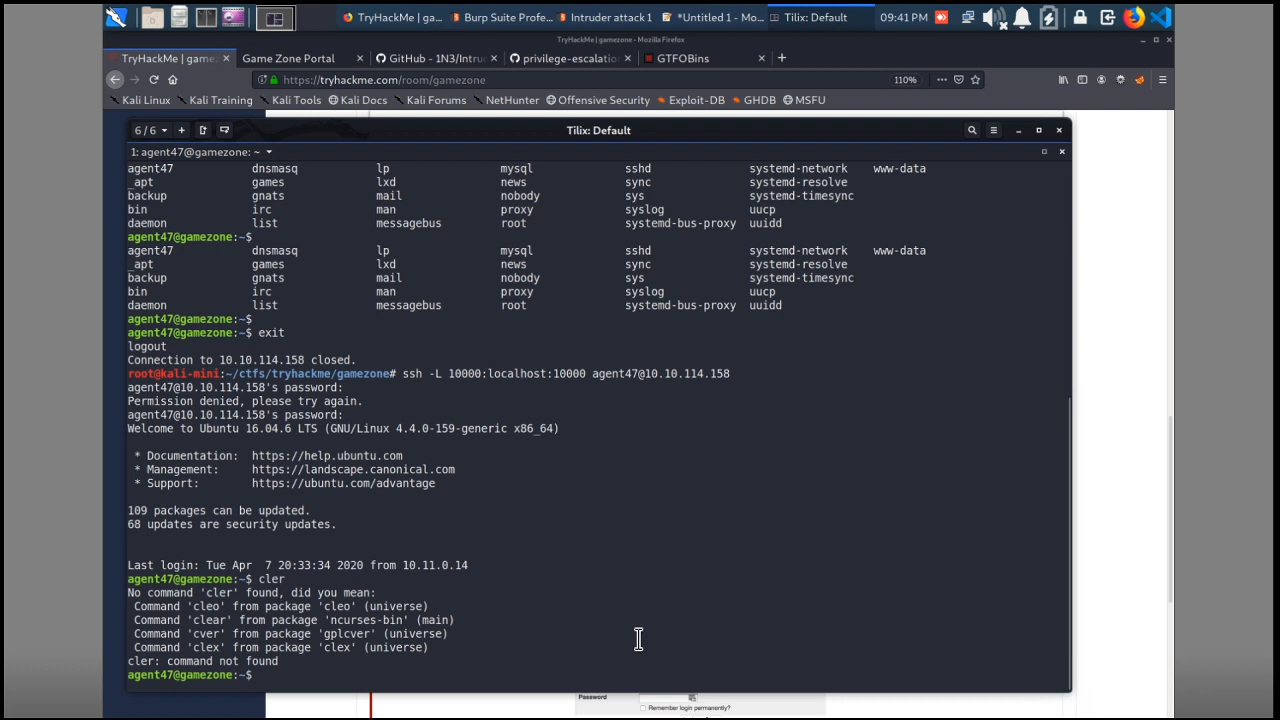 TryHackMe | ga...
Burp Suite Profe...
Intruder attack 1
*Untitled 1 - Mo...
Tilix: Default
09:41 PM
TryHackMe | gamezone - Mozilla Firefox
TryHackMe | game
Game Zone Portal
GitHub - 1N3/Intruc
privilege-escalatio
GTFOBins
https://tryhackme.com/room/gamezone
110%
Kali Linux
Kali Training
Kali Tools
Kali Docs
Kali Forums
NetHunter
Offensive Security
Exploit-DB
GHDB
MSFU
6 / 6
Tilix: Default
1: agent47@gamezone: ~
agent47 dnsmasq lp mysql sshd systemd-network www-data
_apt games lxd news sync systemd-resolve
backup gnats mail nobody sys systemd-timesync
bin irc man proxy syslog uucp
daemon list messagebus root systemd-bus-proxy uuidd
agent47@gamezone:~$
agent47 dnsmasq lp mysql sshd systemd-network www-data
_apt games lxd news sync systemd-resolve
backup gnats mail nobody sys systemd-timesync
bin irc man proxy syslog uucp
daemon list messagebus root systemd-bus-proxy uuidd
agent47@gamezone:~$
agent47@gamezone:~$ exit
logout
Connection to 10.10.114.158 closed.
root@kali-mini:~/ctfs/tryhackme/gamezone# ssh -L 10000:localhost:10000 agent47@10.10.114.158
agent47@10.10.114.158's password:
Permission denied, please try again.
agent47@10.10.114.158's password:
Welcome to Ubuntu 16.04.6 LTS (GNU/Linux 4.4.0-159-generic x86_64)
* Documentation: https://help.ubuntu.com
* Management: https://landscape.canonical.com
* Support: https://ubuntu.com/advantage
109 packages can be updated.
68 updates are security updates.
Last login: Tue Apr 7 20:33:34 2020 from 10.11.0.14
agent47@gamezone:~$ cler
No command 'cler' found, did you mean:
Command 'cleo' from package 'cleo' (universe)
Command 'clear' from package 'ncurses-bin' (main)
Command 'cver' from package 'gplcver' (universe)
Command 'clex' from package 'clex' (universe)
cler: command not found
agent47@gamezone:~$
Password
Remember login permanently?